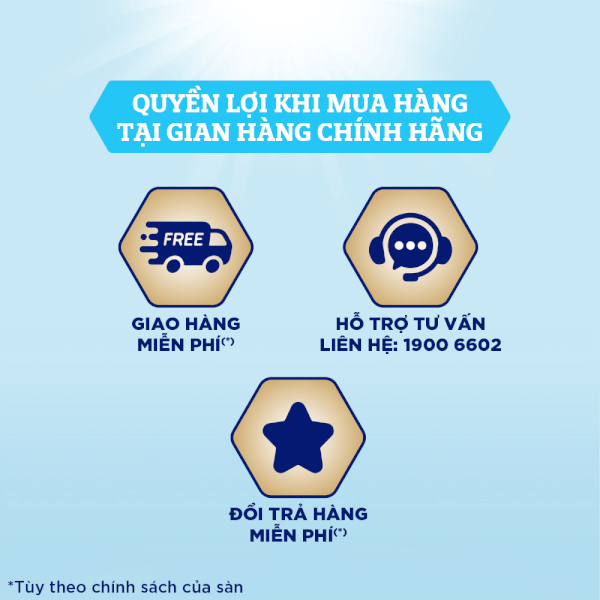 QUYỀN LỢI KHI MUA HÀNG
TẠI GIAN HÀNG CHÍNH HÃNG
FREE
GIAO HÀNG
MIỄN PHÍ(*)
HỖ TRỢ TƯ VẤN
LIÊN HỆ: 1900 6602
ĐỔI TRẢ HÀNG
MIỄN PHÍ(*)
*Tùy theo chính sách của sàn